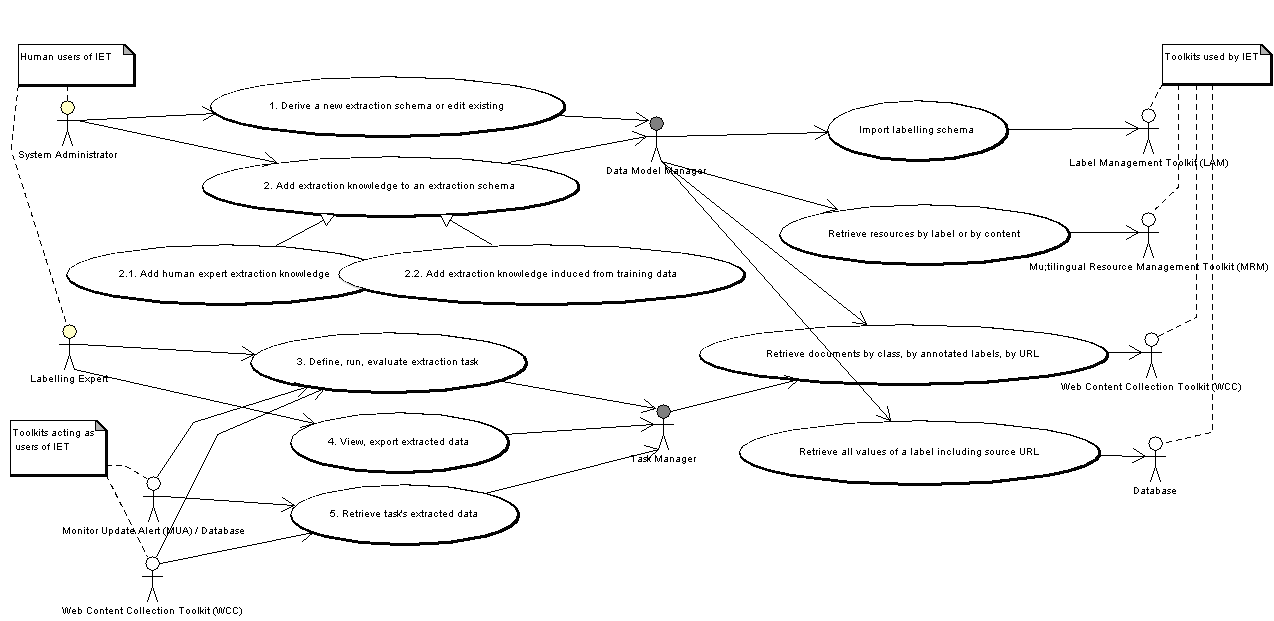 Human users of IET
Toolkits used by IET
1. Derive a new extraction schema or edit existing
System Administrator
Data Model Manager
Import labelling schema
Label Management Toolkit (LAM)
2. Add extraction knowledge to an extraction schema
Retrieve resources by label or by content
Mu;tilingual Resource Management Toolkit (MRM)
2.1. Add human expert extraction knowledge
2.2. Add extraction knowledge induced from training data
Labelling Expert
3. Define, run, evaluate extraction task
Retrieve documents by class, by annotated labels, by URL
Web Content Collection Toolkit (WCC)
Toolkits acting as
users of IET
4. View, export extracted data
Task Manager
Retrieve all values of a label including source URL
Database
5. Retrieve task's extracted data
Monitor Update Alert (MUA) / Database
Web Content Collection Toolkit (WCC)